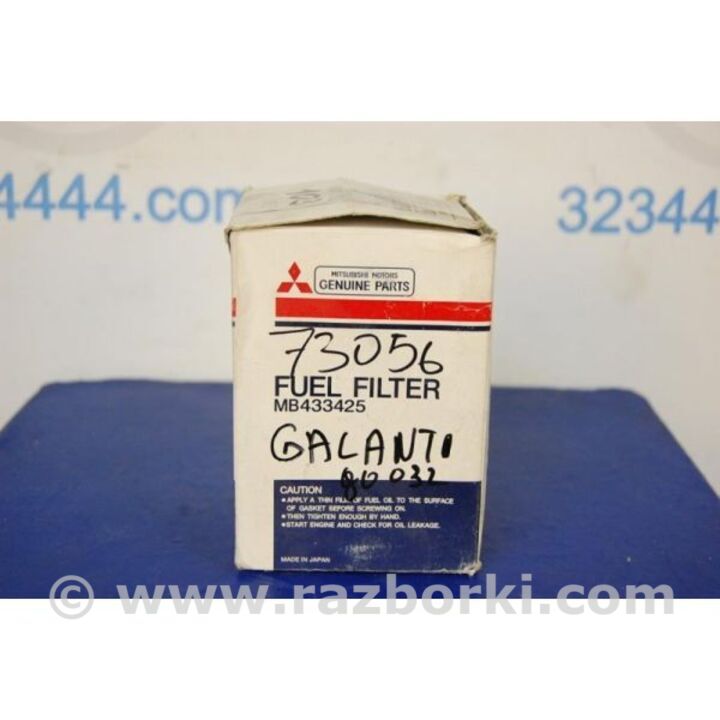 4444.com
32344
MITSUBISHI MOTORS
GENUINE PARTS
73056
FUEL FILTER
MB433425
GALANT
80 032
CAUTION
• APPLY A THIN FILM OF FUEL OIL TO THE SURFACE
OF GASKET BEFORE SCREWING ON.
• THEN TIGHTEN ENOUGH BY HAND.
• START ENGINE AND CHECK FOR OIL LEAKAGE.
MADE IN JAPAN
© www.razborki.com